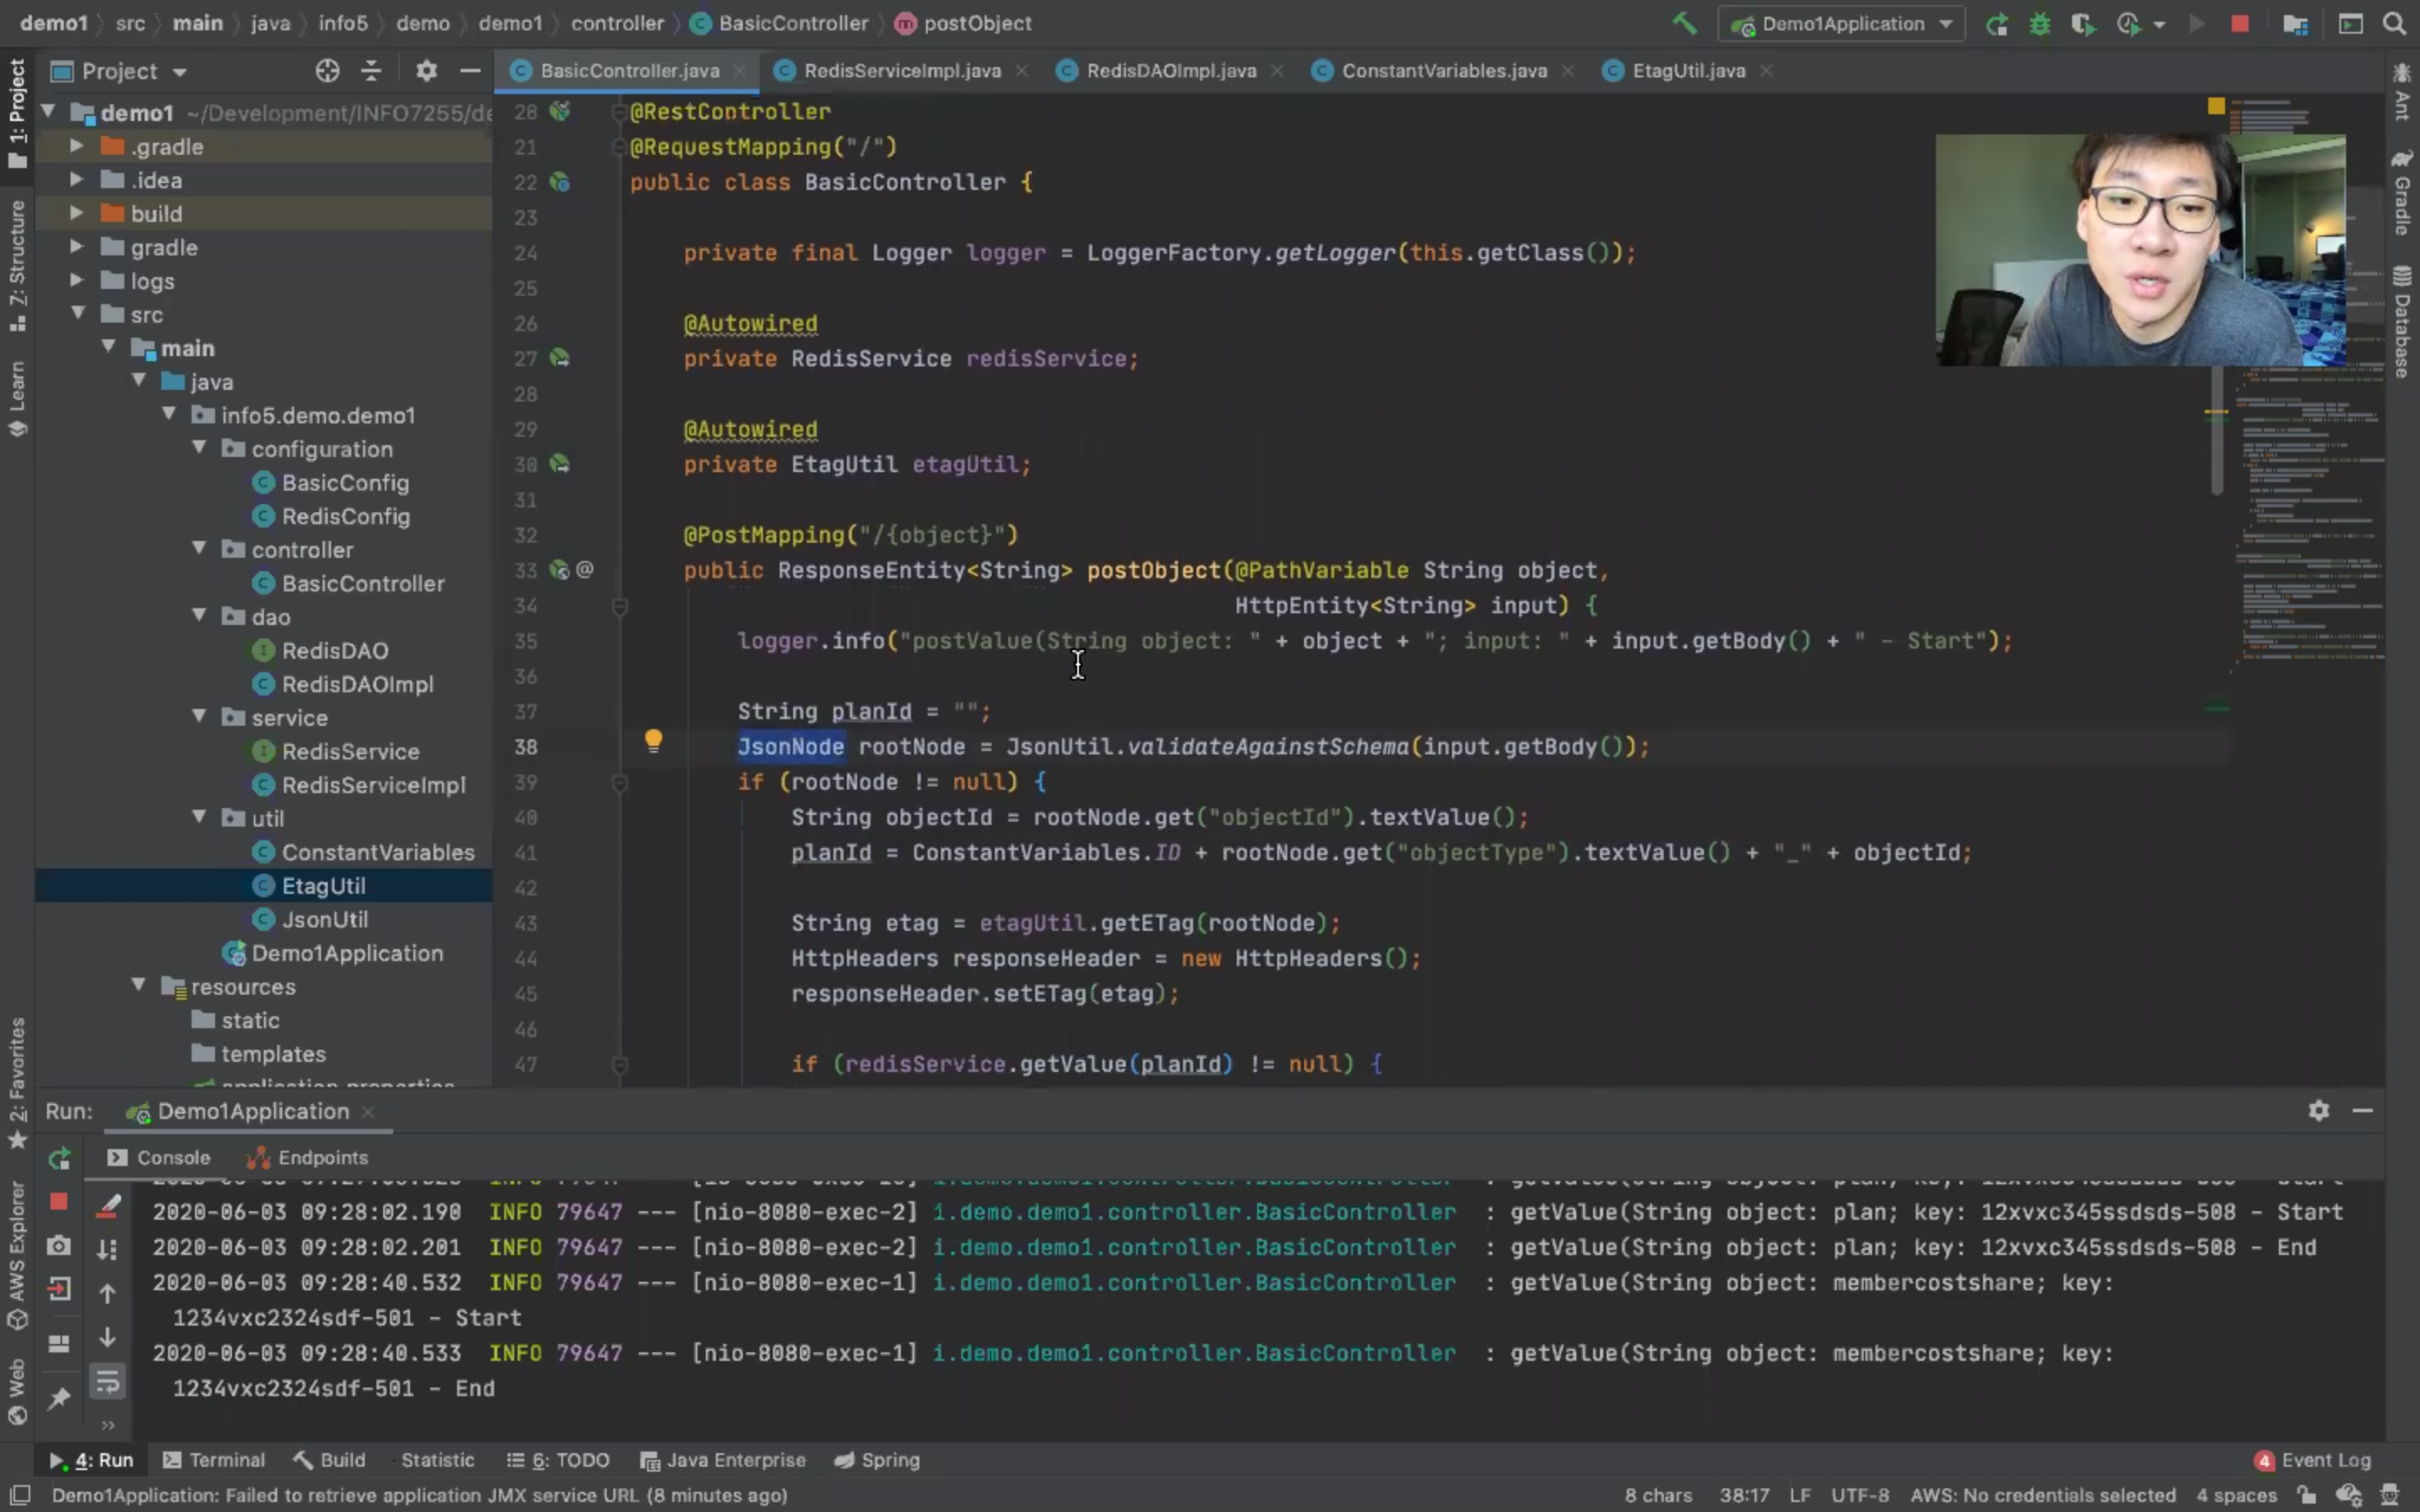 demo1 src main java info5 demo demo1 controller BasicController postObject
Demo1Application
1: Project
7: Structure
Learn
2: Favorites
AWS Explorer
Web
Project
demo1 ~/Development/INFO7255/de
.gradle
.idea
build
gradle
logs
src
main
java
info5.demo.demo1
configuration
BasicConfig
RedisConfig
controller
BasicController
dao
RedisDAO
RedisDAOImpl
service
RedisService
RedisServiceImpl
util
ConstantVariables
EtagUtil
JsonUtil
Demo1Application
resources
static
templates
application.properties
BasicController.java RedisServiceImpl.java RedisDAOImpl.java ConstantVariables.java EtagUtil.java
28 @RestController
21 @RequestMapping("/")
22 public class BasicController {
23
24 private final Logger logger = LoggerFactory.getLogger(this.getClass());
25
26 @Autowired
27 private RedisService redisService;
28
29 @Autowired
30 private EtagUtil etagUtil;
31
32 @PostMapping("/{object}")
33 @ public ResponseEntity<String> postObject(@PathVariable String object,
34 HttpEntity<String> input) {
35 logger.info("postValue(String object: " + object + "; input: " + input.getBody() + " - Start");
36
37 String planId = "";
38 JsonNode rootNode = JsonUtil.validateAgainstSchema(input.getBody());
39 if (rootNode != null) {
40 String objectId = rootNode.get("objectId").textValue();
41 planId = ConstantVariables.ID + rootNode.get("objectType").textValue() + "_" + objectId;
42
43 String etag = etagUtil.getETag(rootNode);
44 HttpHeaders responseHeader = new HttpHeaders();
45 responseHeader.setETag(etag);
46
47 if (redisService.getValue(planId) != null) {
Ant
Gradle
Database
Run: Demo1Application
Console Endpoints
2020-06-03 09:28:02.190 INFO 79647 --- [nio-8080-exec-2] i.demo.demo1.controller.BasicController : getValue(String object: plan; key: 12xvxc345ssdsds-508 - Start
2020-06-03 09:28:02.201 INFO 79647 --- [nio-8080-exec-2] i.demo.demo1.controller.BasicController : getValue(String object: plan; key: 12xvxc345ssdsds-508 - End
2020-06-03 09:28:40.532 INFO 79647 --- [nio-8080-exec-1] i.demo.demo1.controller.BasicController : getValue(String object: membercostshare; key:
1234vxc2324sdf-501 - Start
2020-06-03 09:28:40.533 INFO 79647 --- [nio-8080-exec-1] i.demo.demo1.controller.BasicController : getValue(String object: membercostshare; key:
1234vxc2324sdf-501 - End
4: Run Terminal Build Statistic 6: TODO Java Enterprise Spring 4 Event Log
Demo1Application: Failed to retrieve application JMX service URL (8 minutes ago) 8 chars 38:17 LF UTF-8 AWS: No credentials selected 4 spaces